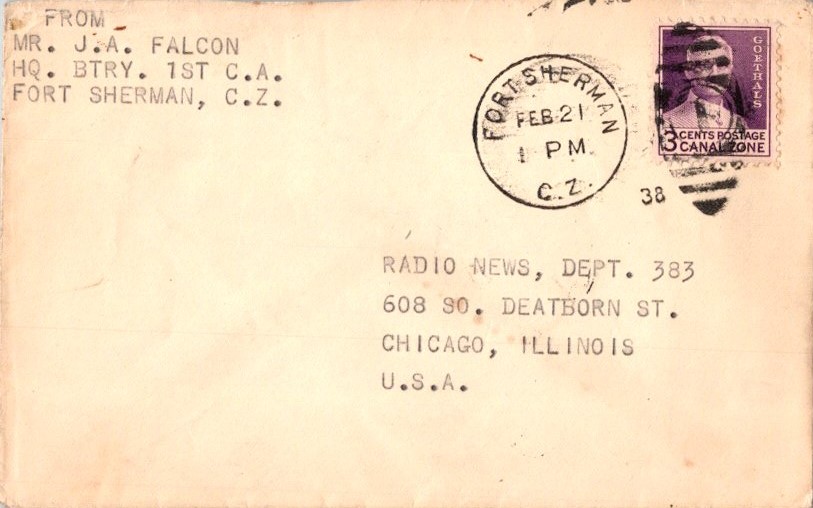 FROM
MR. J.A. FALCON
HQ. BTRY. 1ST C.A.
FORT SHERMAN, C.Z.
FORT SHERMAN
FEB 21
1 PM
C.Z.
38
GOETHALS
3 CENTS POSTAGE
CANAL ZONE
RADIO NEWS, DEPT. 383
608 SO. DEATBORN ST.
CHICAGO, ILLINOIS
U.S.A.